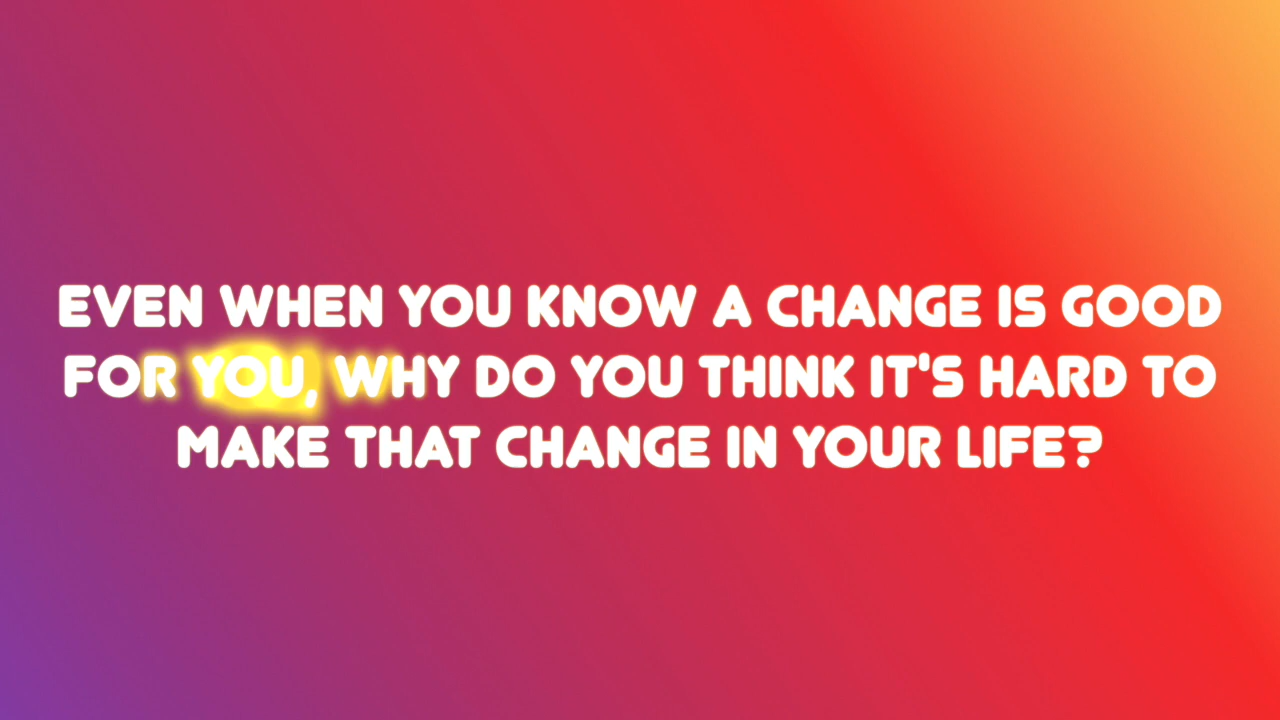 EVEN WHEN YOU KNOW A CHANGE IS GOOD
FOR YOU, WHY DO YOU THINK IT'S HARD TO
MAKE THAT CHANGE IN YOUR LIFE?